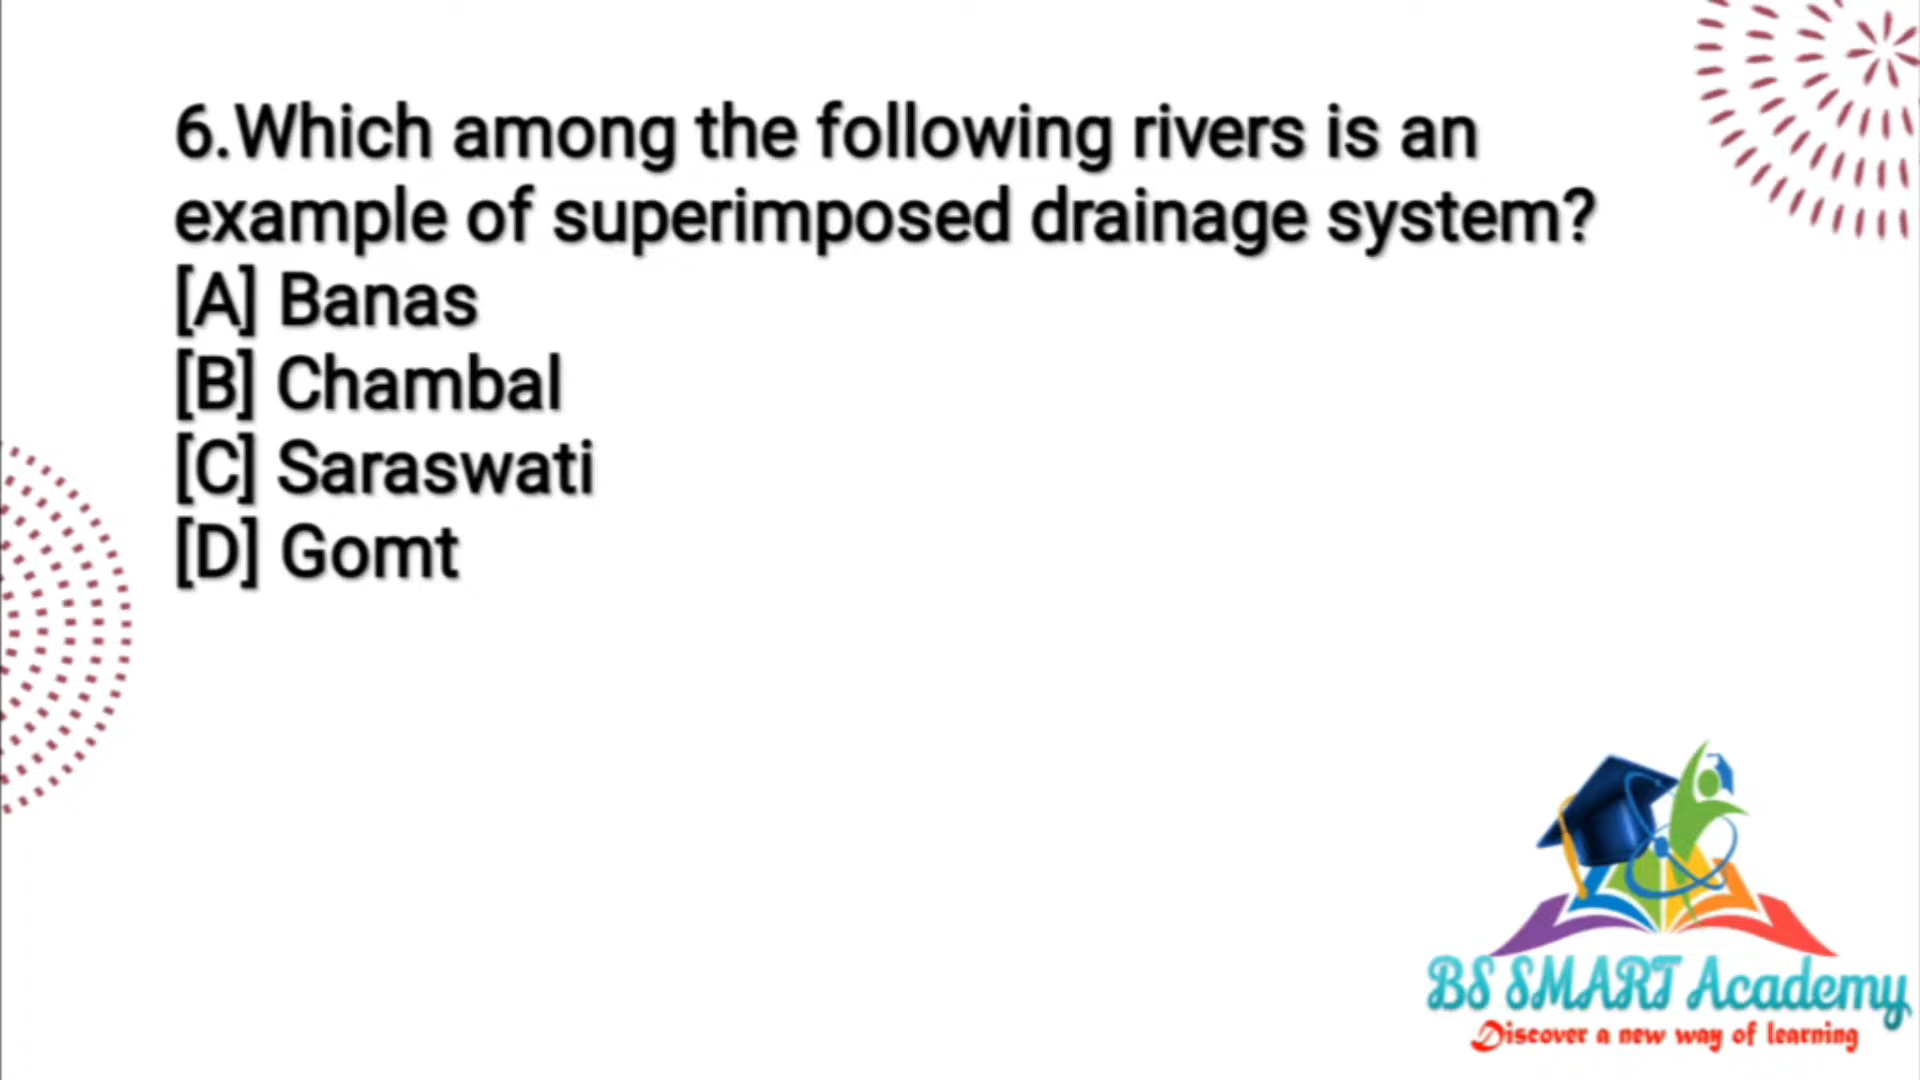 6.Which among the following rivers is an
example of superimposed drainage system?
[A] Banas
[B] Chambal
[C] Saraswati
[D] Gomt
BS SMART Academy
Discover a new way of learning